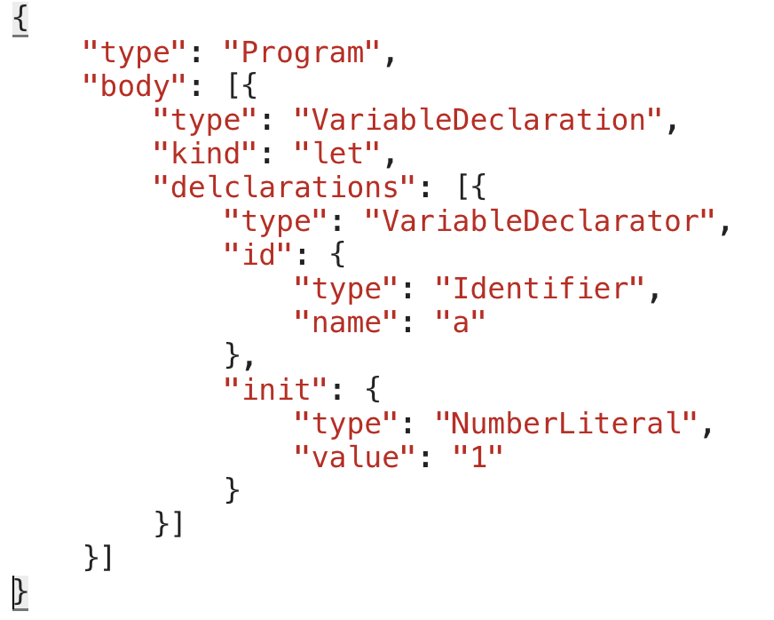 {
    "type": "Program",
    "body": [{
        "type": "VariableDeclaration",
        "kind": "let",
        "delclarations": [{
            "type": "VariableDeclarator",
            "id": {
                "type": "Identifier",
                "name": "a"
            },
            "init": {
                "type": "NumberLiteral",
                "value": "1"
            }
        }]
    }]
}